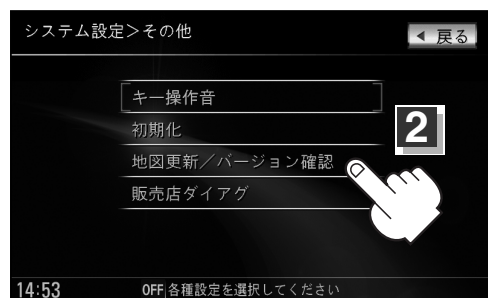 システム設定＞その他
◀ 戻る
キー操作音
初期化
地図更新／バージョン確認
2
販売店ダイアグ
14:53 OFF 各種設定を選択してください